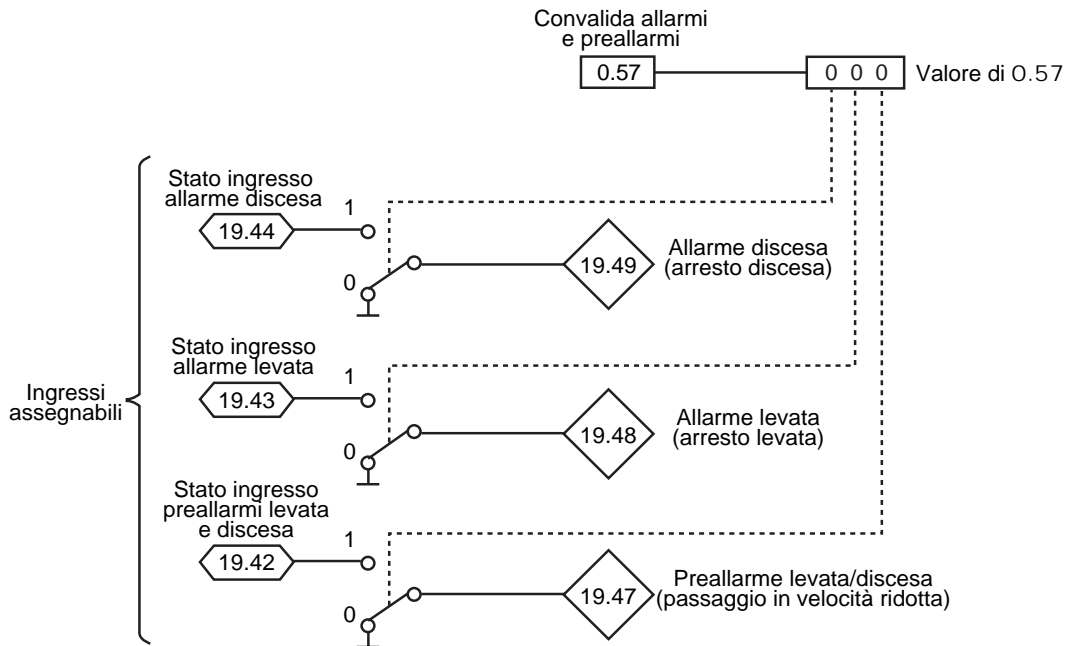 Convalida allarmi
e preallarmi
0.57
0 0 0
Valore di 0.57
Stato ingresso
allarme discesa
19.44
1
0
19.49
Allarme discesa
(arresto discesa)
Stato ingresso
allarme levata
19.43
1
0
19.48
Allarme levata
(arresto levata)
Ingressi
assegnabili
Stato ingresso
preallarmi levata
e discesa
19.42
1
0
19.47
Preallarme levata/discesa
(passaggio in velocità ridotta)